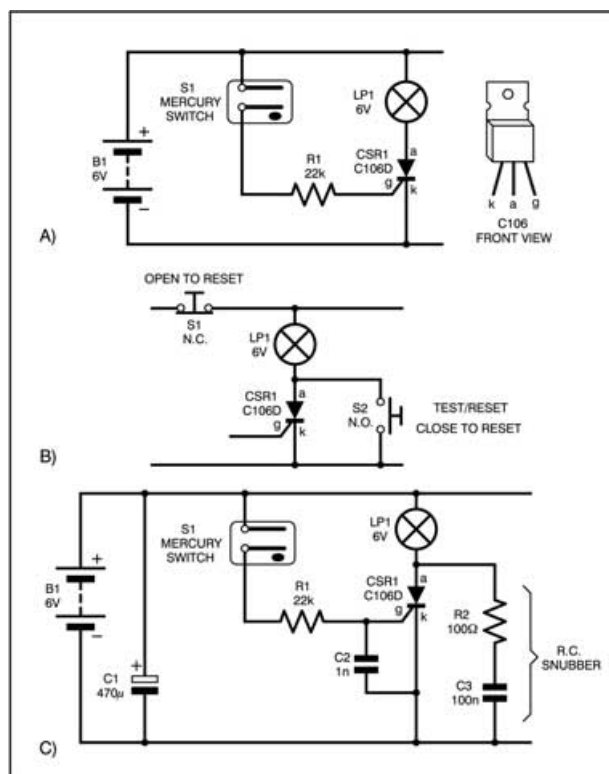 S1
MERCURY
SWITCH
LP1
6V
B1
6V
+
−
R1
22k
CSR1
C106D
a
g
k
k a g
C106
FRONT VIEW
A)
OPEN TO RESET
S1
N.C.
LP1
6V
CSR1
C106D
a
g
k
S2
N.O.
TEST/RESET
CLOSE TO RESET
B)
S1
MERCURY
SWITCH
LP1
6V
B1
6V
+
−
+
C1
470µ
R1
22k
CSR1
C106D
a
g
k
C2
1n
R2
100Ω
C3
100n
R.C.
SNUBBER
C)